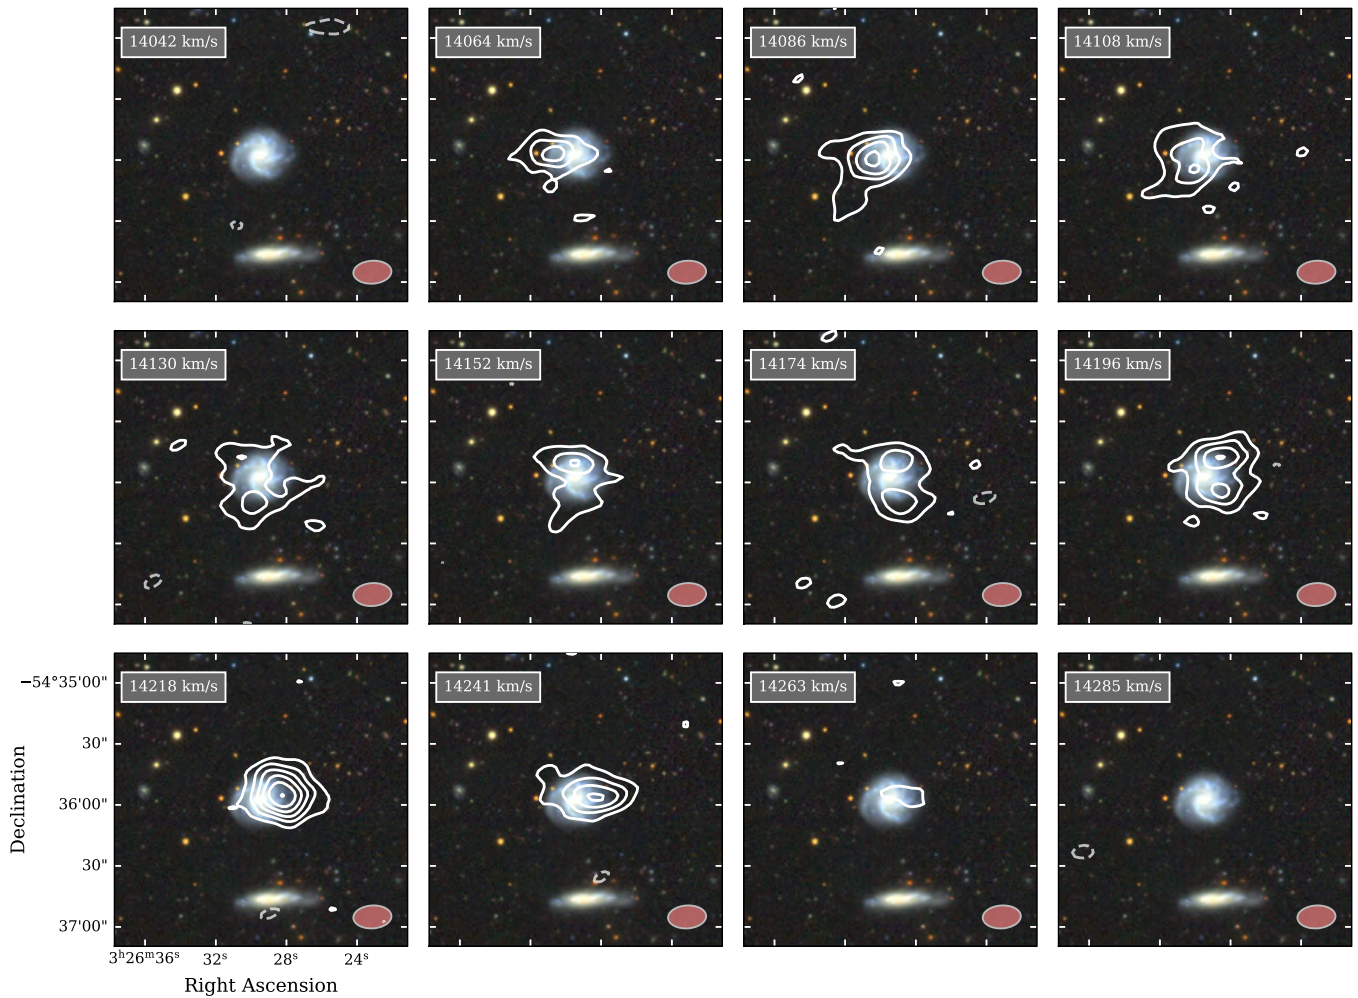 14042 km/s
14064 km/s
14086 km/s
14108 km/s
14130 km/s
14152 km/s
14174 km/s
14196 km/s
14218 km/s
14241 km/s
14263 km/s
14285 km/s
−54°35'00"
30"
36'00"
30"
37'00"
Declination
3ʰ26ᵐ36ˢ 32ˢ 28ˢ 24ˢ
Right Ascension